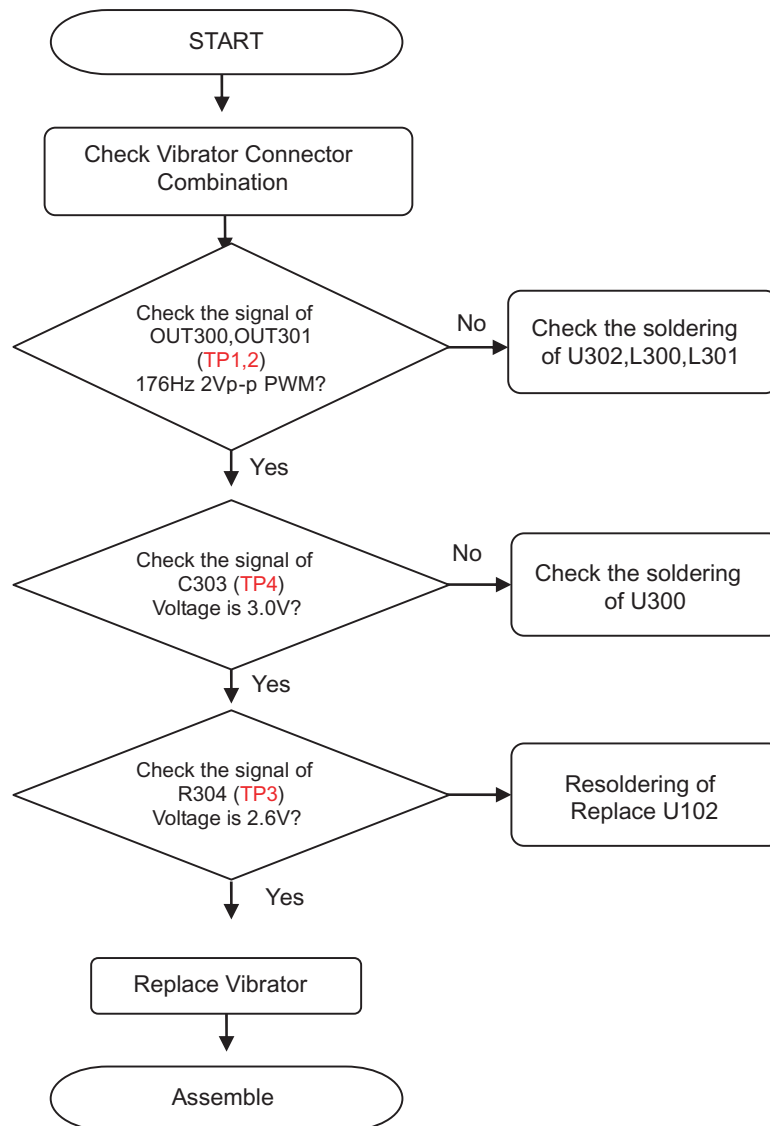 START
Check Vibrator Connector
Combination
Check the signal of
OUT300,OUT301
(TP1,2)
176Hz 2Vp-p PWM?
No
Check the soldering
of U302,L300,L301
Yes
Check the signal of
C303 (TP4)
Voltage is 3.0V?
No
Check the soldering
of U300
Yes
Check the signal of
R304 (TP3)
Voltage is 2.6V?
Resoldering of
Replace U102
Yes
Replace Vibrator
Assemble